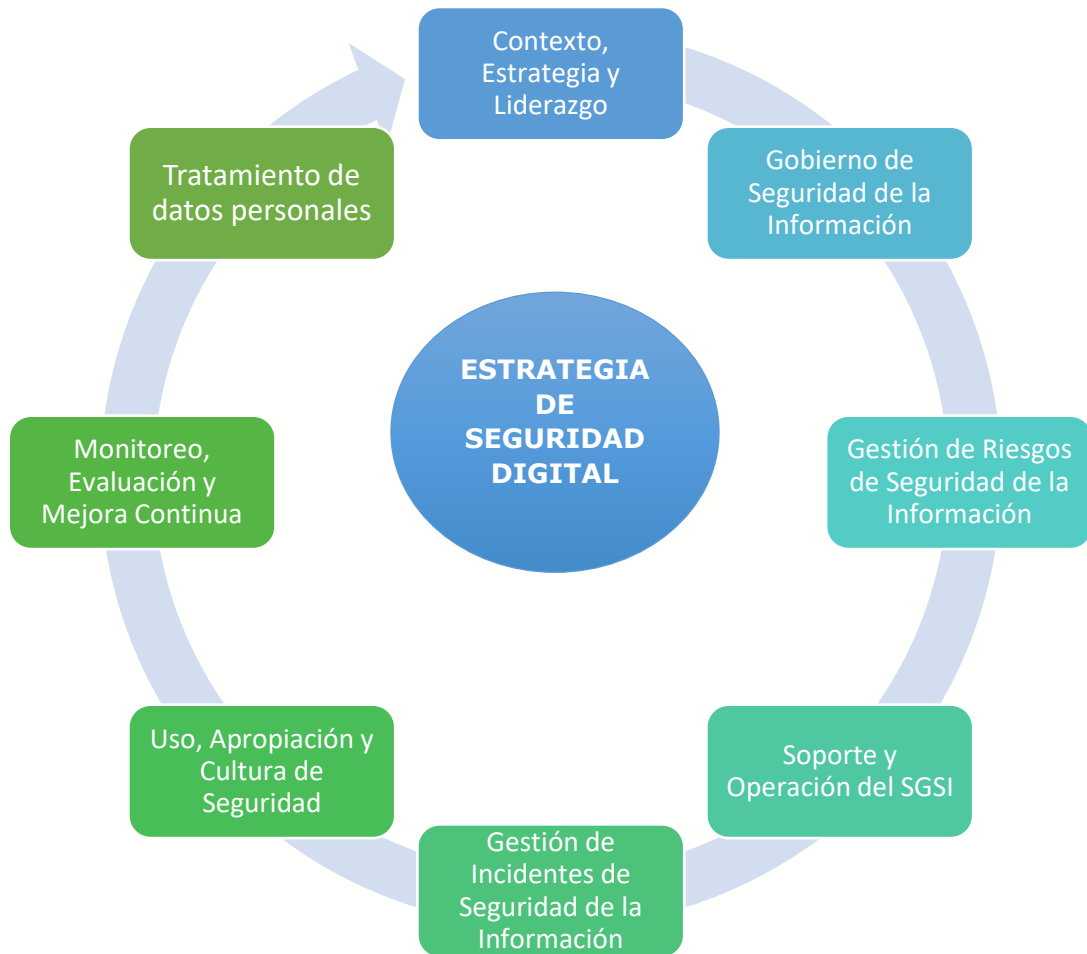 Contexto,
Estrategia y
Liderazgo
Gobierno de
Seguridad de la
Información
Gestión de Riesgos
de Seguridad de la
Información
Soporte y
Operación del SGSI
Gestión de
Incidentes de
Seguridad de la
Información
Uso, Apropiación y
Cultura de
Seguridad
Monitoreo,
Evaluación y
Mejora Continua
Tratamiento de
datos personales
ESTRATEGIA
DE
SEGURIDAD
DIGITAL